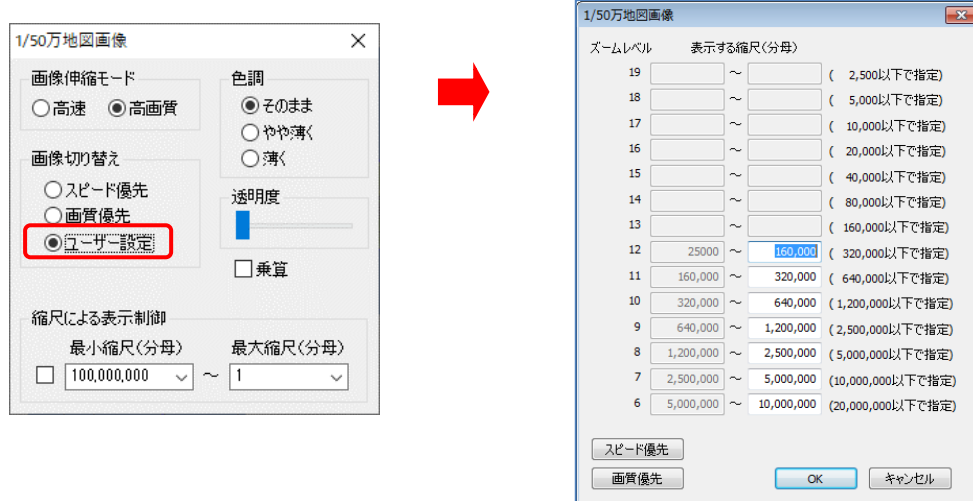 1/50万地図画像
画像伸縮モード
高速 高画質
画像切り替え
スピード優先
画質優先
ユーザー設定
色調
そのまま
やや薄く
薄く
透明度
乗算
縮尺による表示制御
最小縮尺(分母) 最大縮尺(分母)
100,000,000 ～ 1
1/50万地図画像
ズームレベル 表示する縮尺(分母)
19 ～ ( 2,500以下で指定)
18 ～ ( 5,000以下で指定)
17 ～ ( 10,000以下で指定)
16 ～ ( 20,000以下で指定)
15 ～ ( 40,000以下で指定)
14 ～ ( 80,000以下で指定)
13 ～ ( 160,000以下で指定)
12 25000 ～ 160,000 ( 320,000以下で指定)
11 160,000 ～ 320,000 ( 640,000以下で指定)
10 320,000 ～ 640,000 ( 1,200,000以下で指定)
9 640,000 ～ 1,200,000 ( 2,500,000以下で指定)
8 1,200,000 ～ 2,500,000 ( 5,000,000以下で指定)
7 2,500,000 ～ 5,000,000 (10,000,000以下で指定)
6 5,000,000 ～ 10,000,000 (20,000,000以下で指定)
スピード優先
画質優先 OK キャンセル